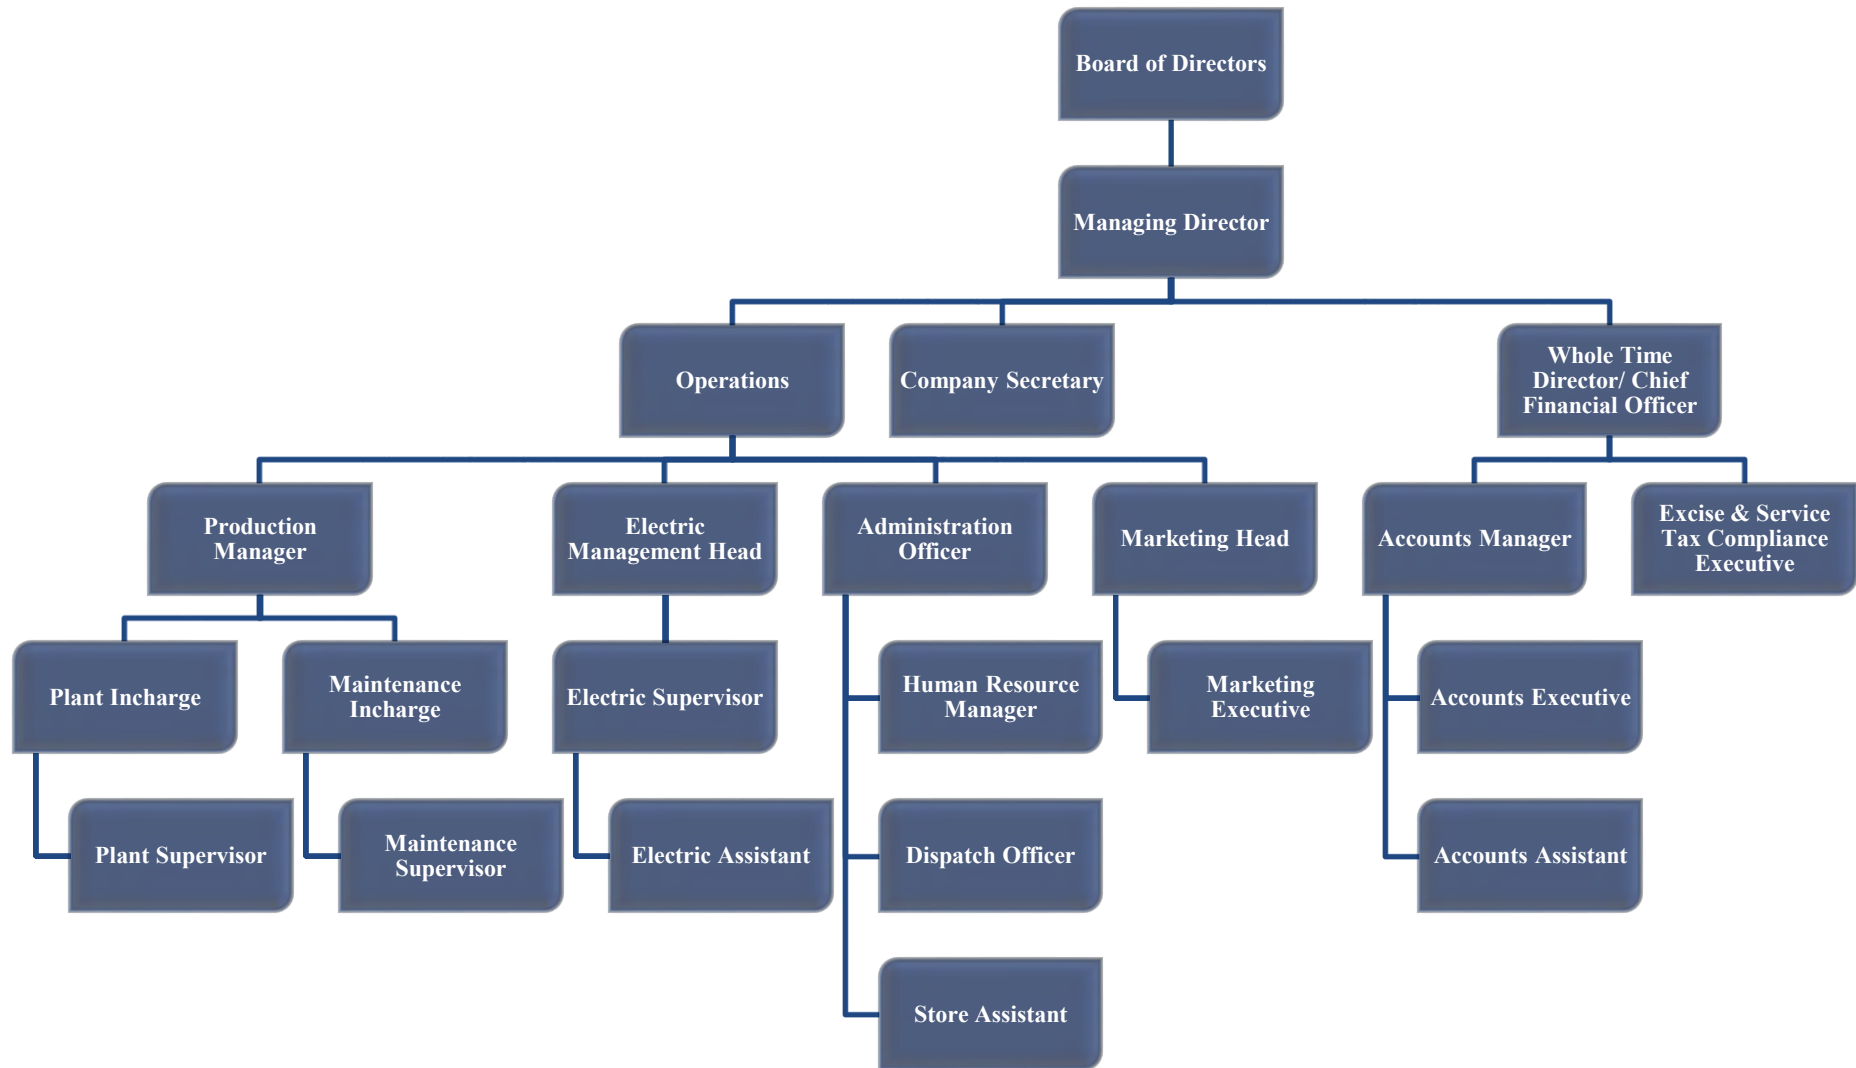 Board of Directors
Managing Director
Operations
Company Secretary
Whole Time
Director/ Chief
Financial Officer
Production
Manager
Electric
Management Head
Administration
Officer
Marketing Head
Accounts Manager
Excise & Service
Tax Compliance
Executive
Plant Incharge
Maintenance
Incharge
Electric Supervisor
Human Resource
Manager
Marketing
Executive
Accounts Executive
Plant Supervisor
Maintenance
Supervisor
Electric Assistant
Dispatch Officer
Accounts Assistant
Store Assistant